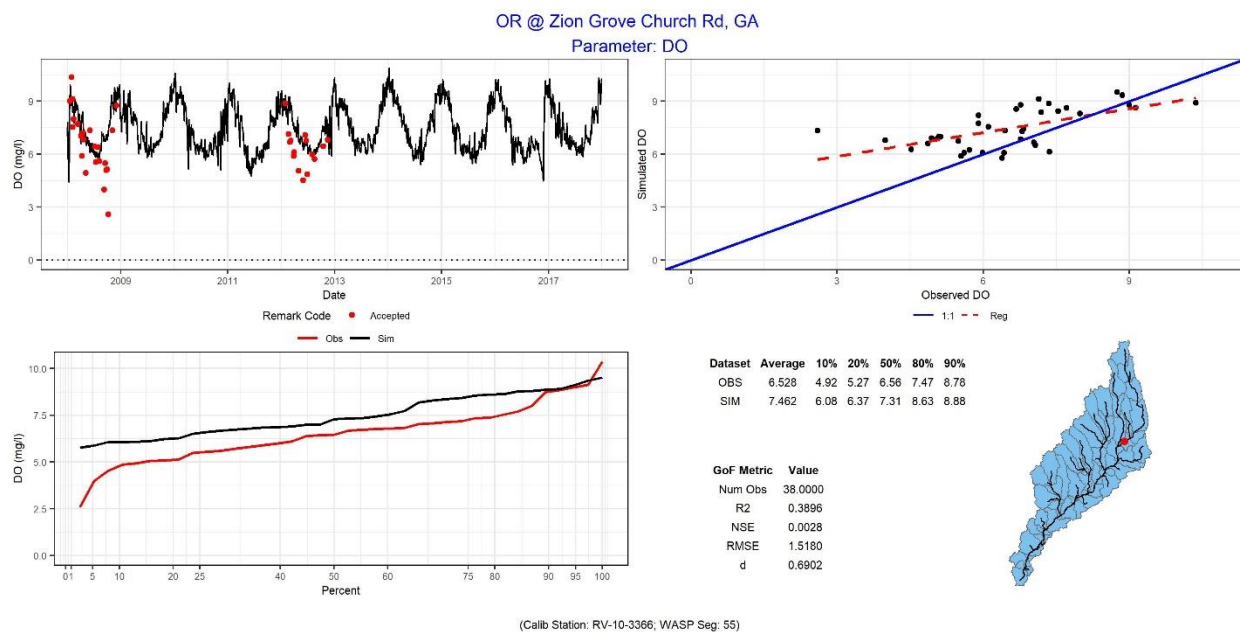 OR @ Zion Grove Church Rd, GA
Parameter: DO
DO (mg/l)
9
6
3
0
2009
2011
2013
2015
2017
Date
Remark Code Accepted
Simulated DO
9
6
3
0
0
3
6
9
Observed DO
1:1 Reg
Obs Sim
DO (mg/l)
10.0
7.5
5.0
2.5
0.0
0 1 5 10 20 25 40 50 60 75 80 90 95 100
Percent
Dataset Average 10% 20% 50% 80% 90%
OBS 6.528 4.92 5.27 6.56 7.47 8.78
SIM 7.462 6.08 6.37 7.31 8.63 8.88
GoF Metric Value
Num Obs 38.0000
R2 0.3896
NSE 0.0028
RMSE 1.5180
d 0.6902
(Calib Station: RV-10-3366; WASP Seg: 55)